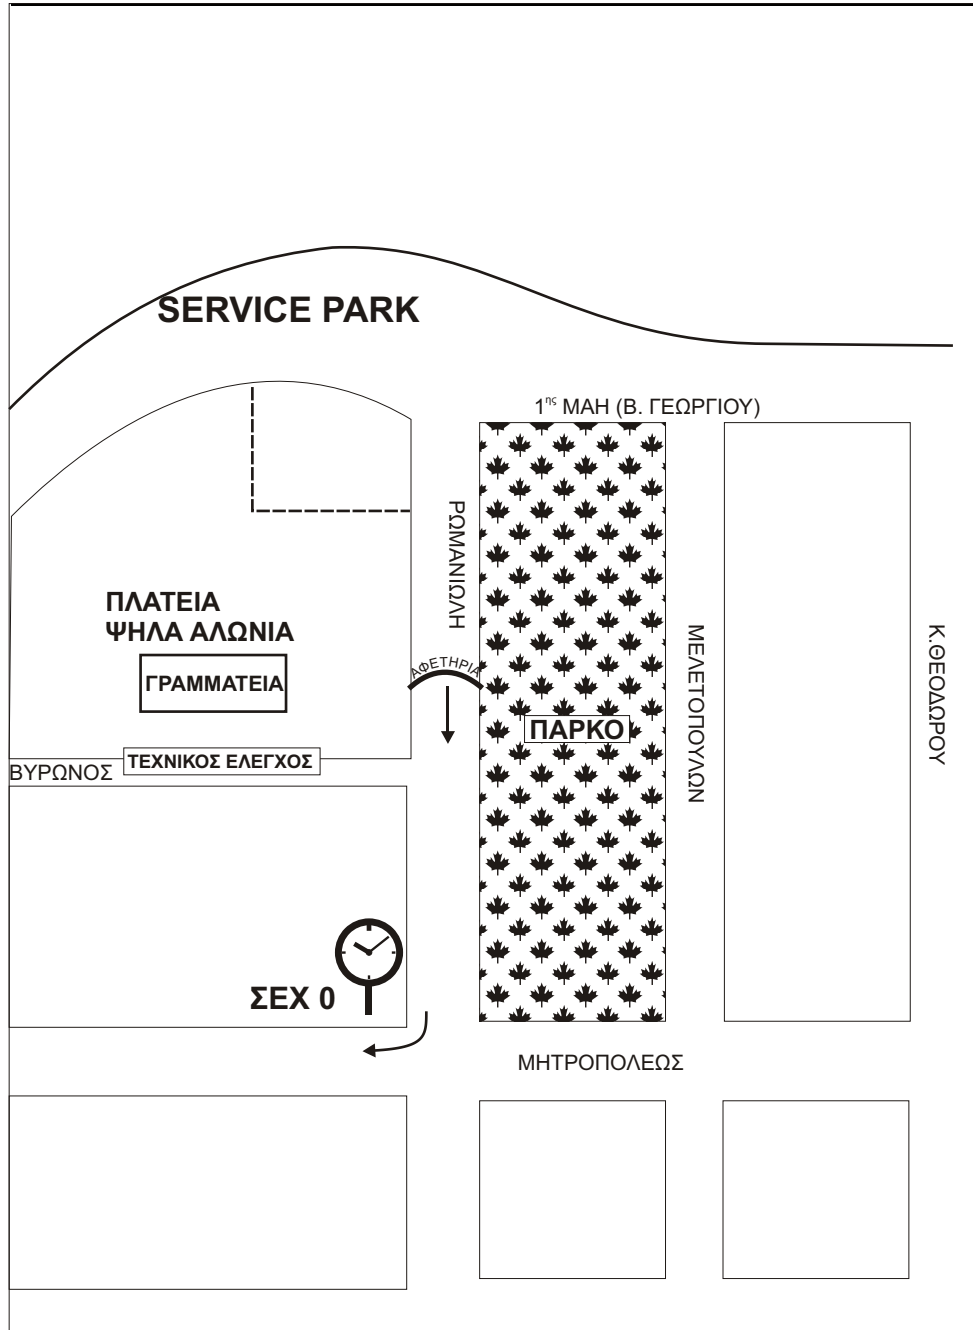 SERVICE PARK
1ης ΜΑΗ (Β. ΓΕΩΡΓΙΟΥ)
ΡΩΜΑΝΙΩΛΗ
ΠΛΑΤΕΙΑ
ΨΗΛΑ ΑΛΩΝΙΑ
ΓΡΑΜΜΑΤΕΙΑ
ΑΦΕΤΗΡΙΑ
ΠΑΡΚΟ
ΜΕΛΕΤΟΠΟΥΛΩΝ
Κ.ΘΕΟΔΩΡΟΥ
ΤΕΧΝΙΚΟΣ ΕΛΕΓΧΟΣ
ΒΥΡΩΝΟΣ
ΣΕΧ 0
ΜΗΤΡΟΠΟΛΕΩΣ